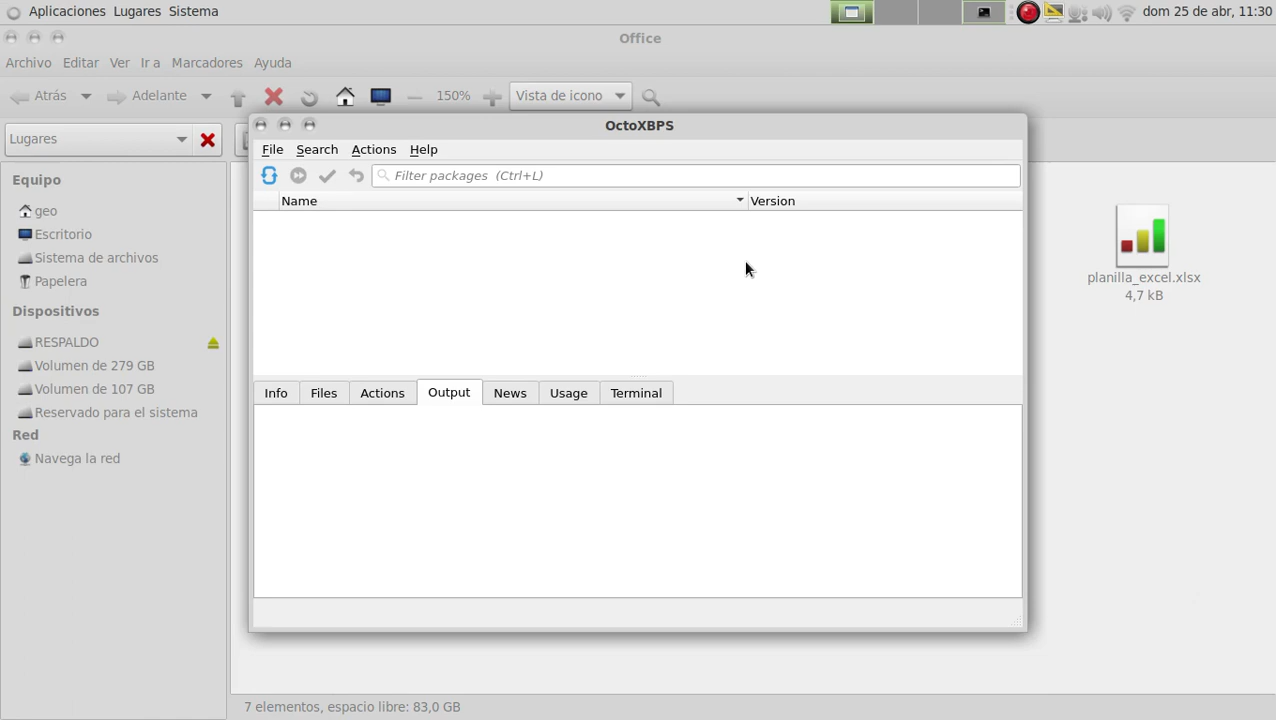 Aplicaciones Lugares Sistema
dom 25 de abr, 11:30
Office
Archivo Editar Ver Ir a Marcadores Ayuda
Atrás Adelante 150% Vista de icono
Lugares
Equipo
geo
Escritorio
Sistema de archivos
Papelera
Dispositivos
RESPALDO
Volumen de 279 GB
Volumen de 107 GB
Reservado para el sistema
Red
Navega la red
OctoXBPS
File Search Actions Help
Filter packages (Ctrl+L)
Name Version
Info Files Actions Output News Usage Terminal
planilla_excel.xlsx
4,7 kB
7 elementos, espacio libre: 83,0 GB